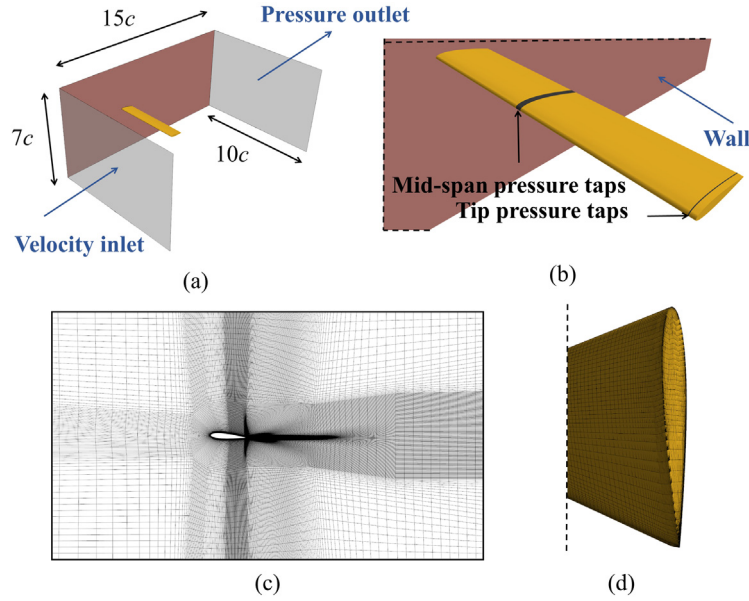 15c
Pressure outlet
7c
10c
Velocity inlet
(a)
Wall
Mid-span pressure taps
Tip pressure taps
(b)
(c)
(d)